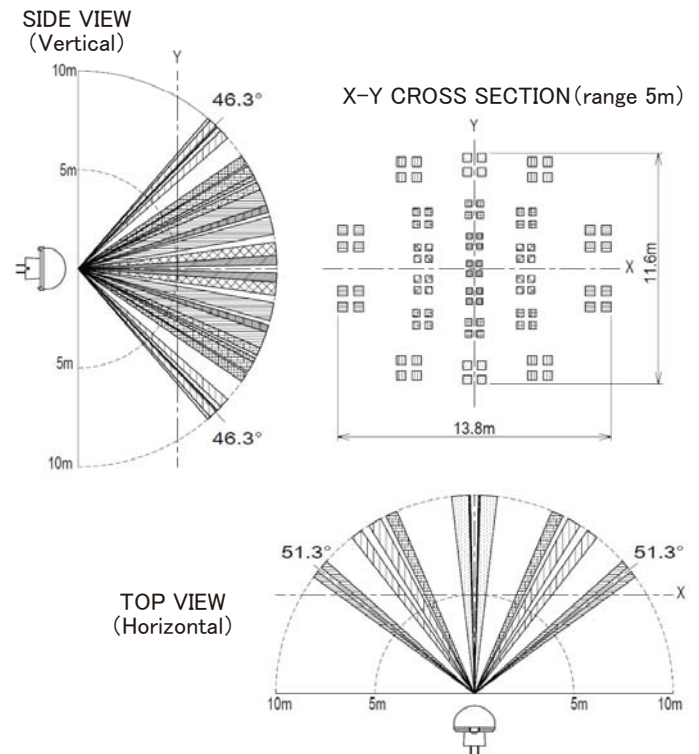 SIDE VIEW
(Vertical)
10m
Y
46.3°
5m
5m
46.3°
10m
X-Y CROSS SECTION(range 5m)
Y
X
11.6m
13.8m
51.3°
51.3°
TOP VIEW
(Horizontal)
X
10m
5m
5m
10m